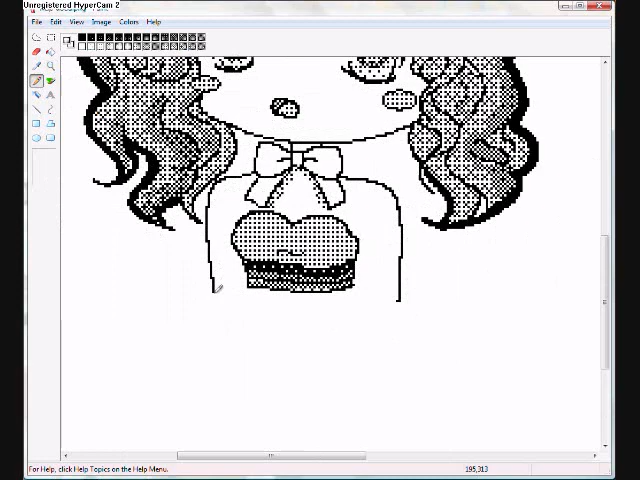 Unregistered HyperCam 2
File Edit View Image Colors Help
For Help, click Help Topics on the Help Menu.
195,313